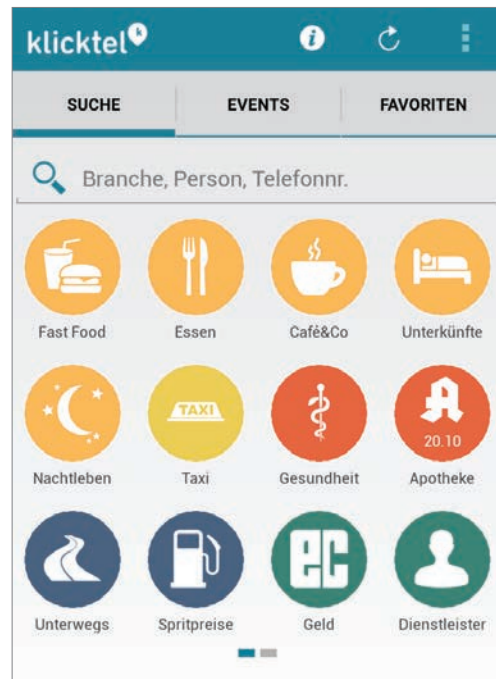 klicktel
SUCHE EVENTS FAVORITEN
Branche, Person, Telefonnr.
Fast Food Essen Café&Co Unterkünfte
TAXI
20.10
Nachtleben Taxi Gesundheit Apotheke
ec
Unterwegs Spritpreise Geld Dienstleister